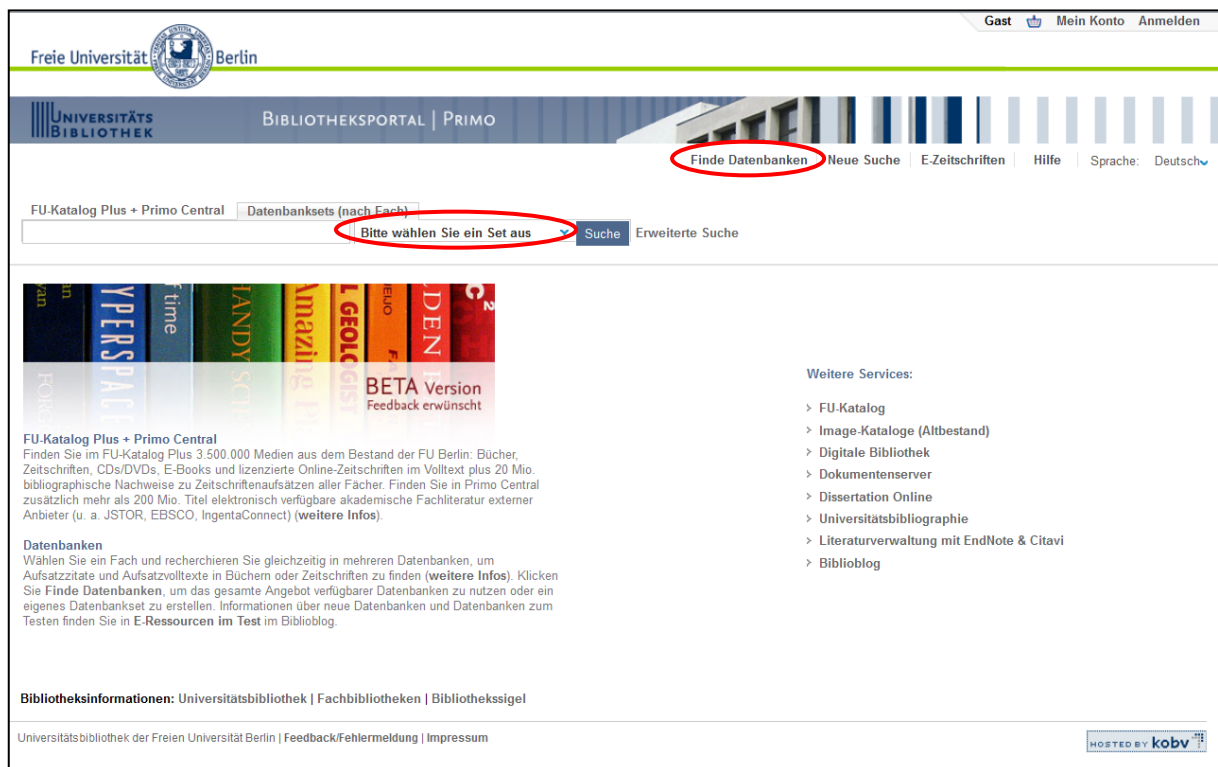 Gast Mein Konto Anmelden
Freie Universität Berlin
UNIVERSITÄTS
BIBLIOTHEK
BIBLIOTHEKSPORTAL | PRIMO
Finde Datenbanken Neue Suche E-Zeitschriften Hilfe Sprache: Deutsch
FU-Katalog Plus + Primo Central Datenbanksets (nach Fach)
Bitte wählen Sie ein Set aus Suche Erweiterte Suche
YPERSPACE
of time
HANDY SCI
Amazing
L GEOLOGIST
EIJO
LDEN
C²
BETA Version
Feedback erwünscht
FU-Katalog Plus + Primo Central
Finden Sie im FU-Katalog Plus 3.500.000 Medien aus dem Bestand der FU Berlin: Bücher,
Zeitschriften, CDs/DVDs, E-Books und lizenzierte Online-Zeitschriften im Volltext plus 20 Mio.
bibliographische Nachweise zu Zeitschriftenaufsätzen aller Fächer. Finden Sie in Primo Central
zusätzlich mehr als 200 Mio. Titel elektronisch verfügbare akademische Fachliteratur externer
Anbieter (u. a. JSTOR, EBSCO, IngentaConnect) (weitere Infos).
Datenbanken
Wählen Sie ein Fach und recherchieren Sie gleichzeitig in mehreren Datenbanken, um
Aufsatzzitate und Aufsatzvolltexte in Büchern oder Zeitschriften zu finden (weitere Infos). Klicken
Sie Finde Datenbanken, um das gesamte Angebot verfügbarer Datenbanken zu nutzen oder ein
eigenes Datenbankset zu erstellen. Informationen über neue Datenbanken und Datenbanken zum
Testen finden Sie in E-Ressourcen im Test im Biblioblog.
Weitere Services:
FU-Katalog
Image-Kataloge (Altbestand)
Digitale Bibliothek
Dokumentenserver
Dissertation Online
Universitätsbibliographie
Literaturverwaltung mit EndNote & Citavi
Biblioblog
Bibliotheksinformationen: Universitätsbibliothek | Fachbibliotheken | Bibliothekssigel
Universitätsbibliothek der Freien Universität Berlin | Feedback/Fehlermeldung | Impressum
HOSTED BY kobv